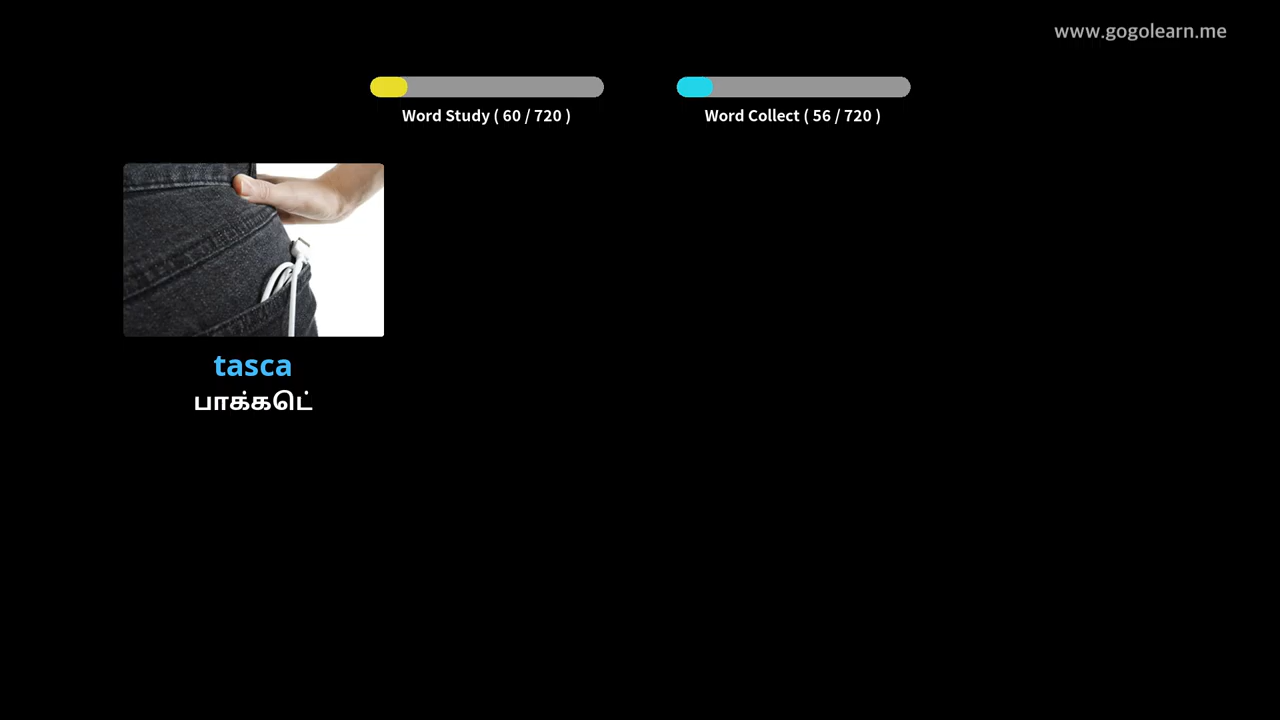 www.gogolearn.me
Word Study ( 60 / 720 )
Word Collect ( 56 / 720 )
tasca
பாக்கெட்